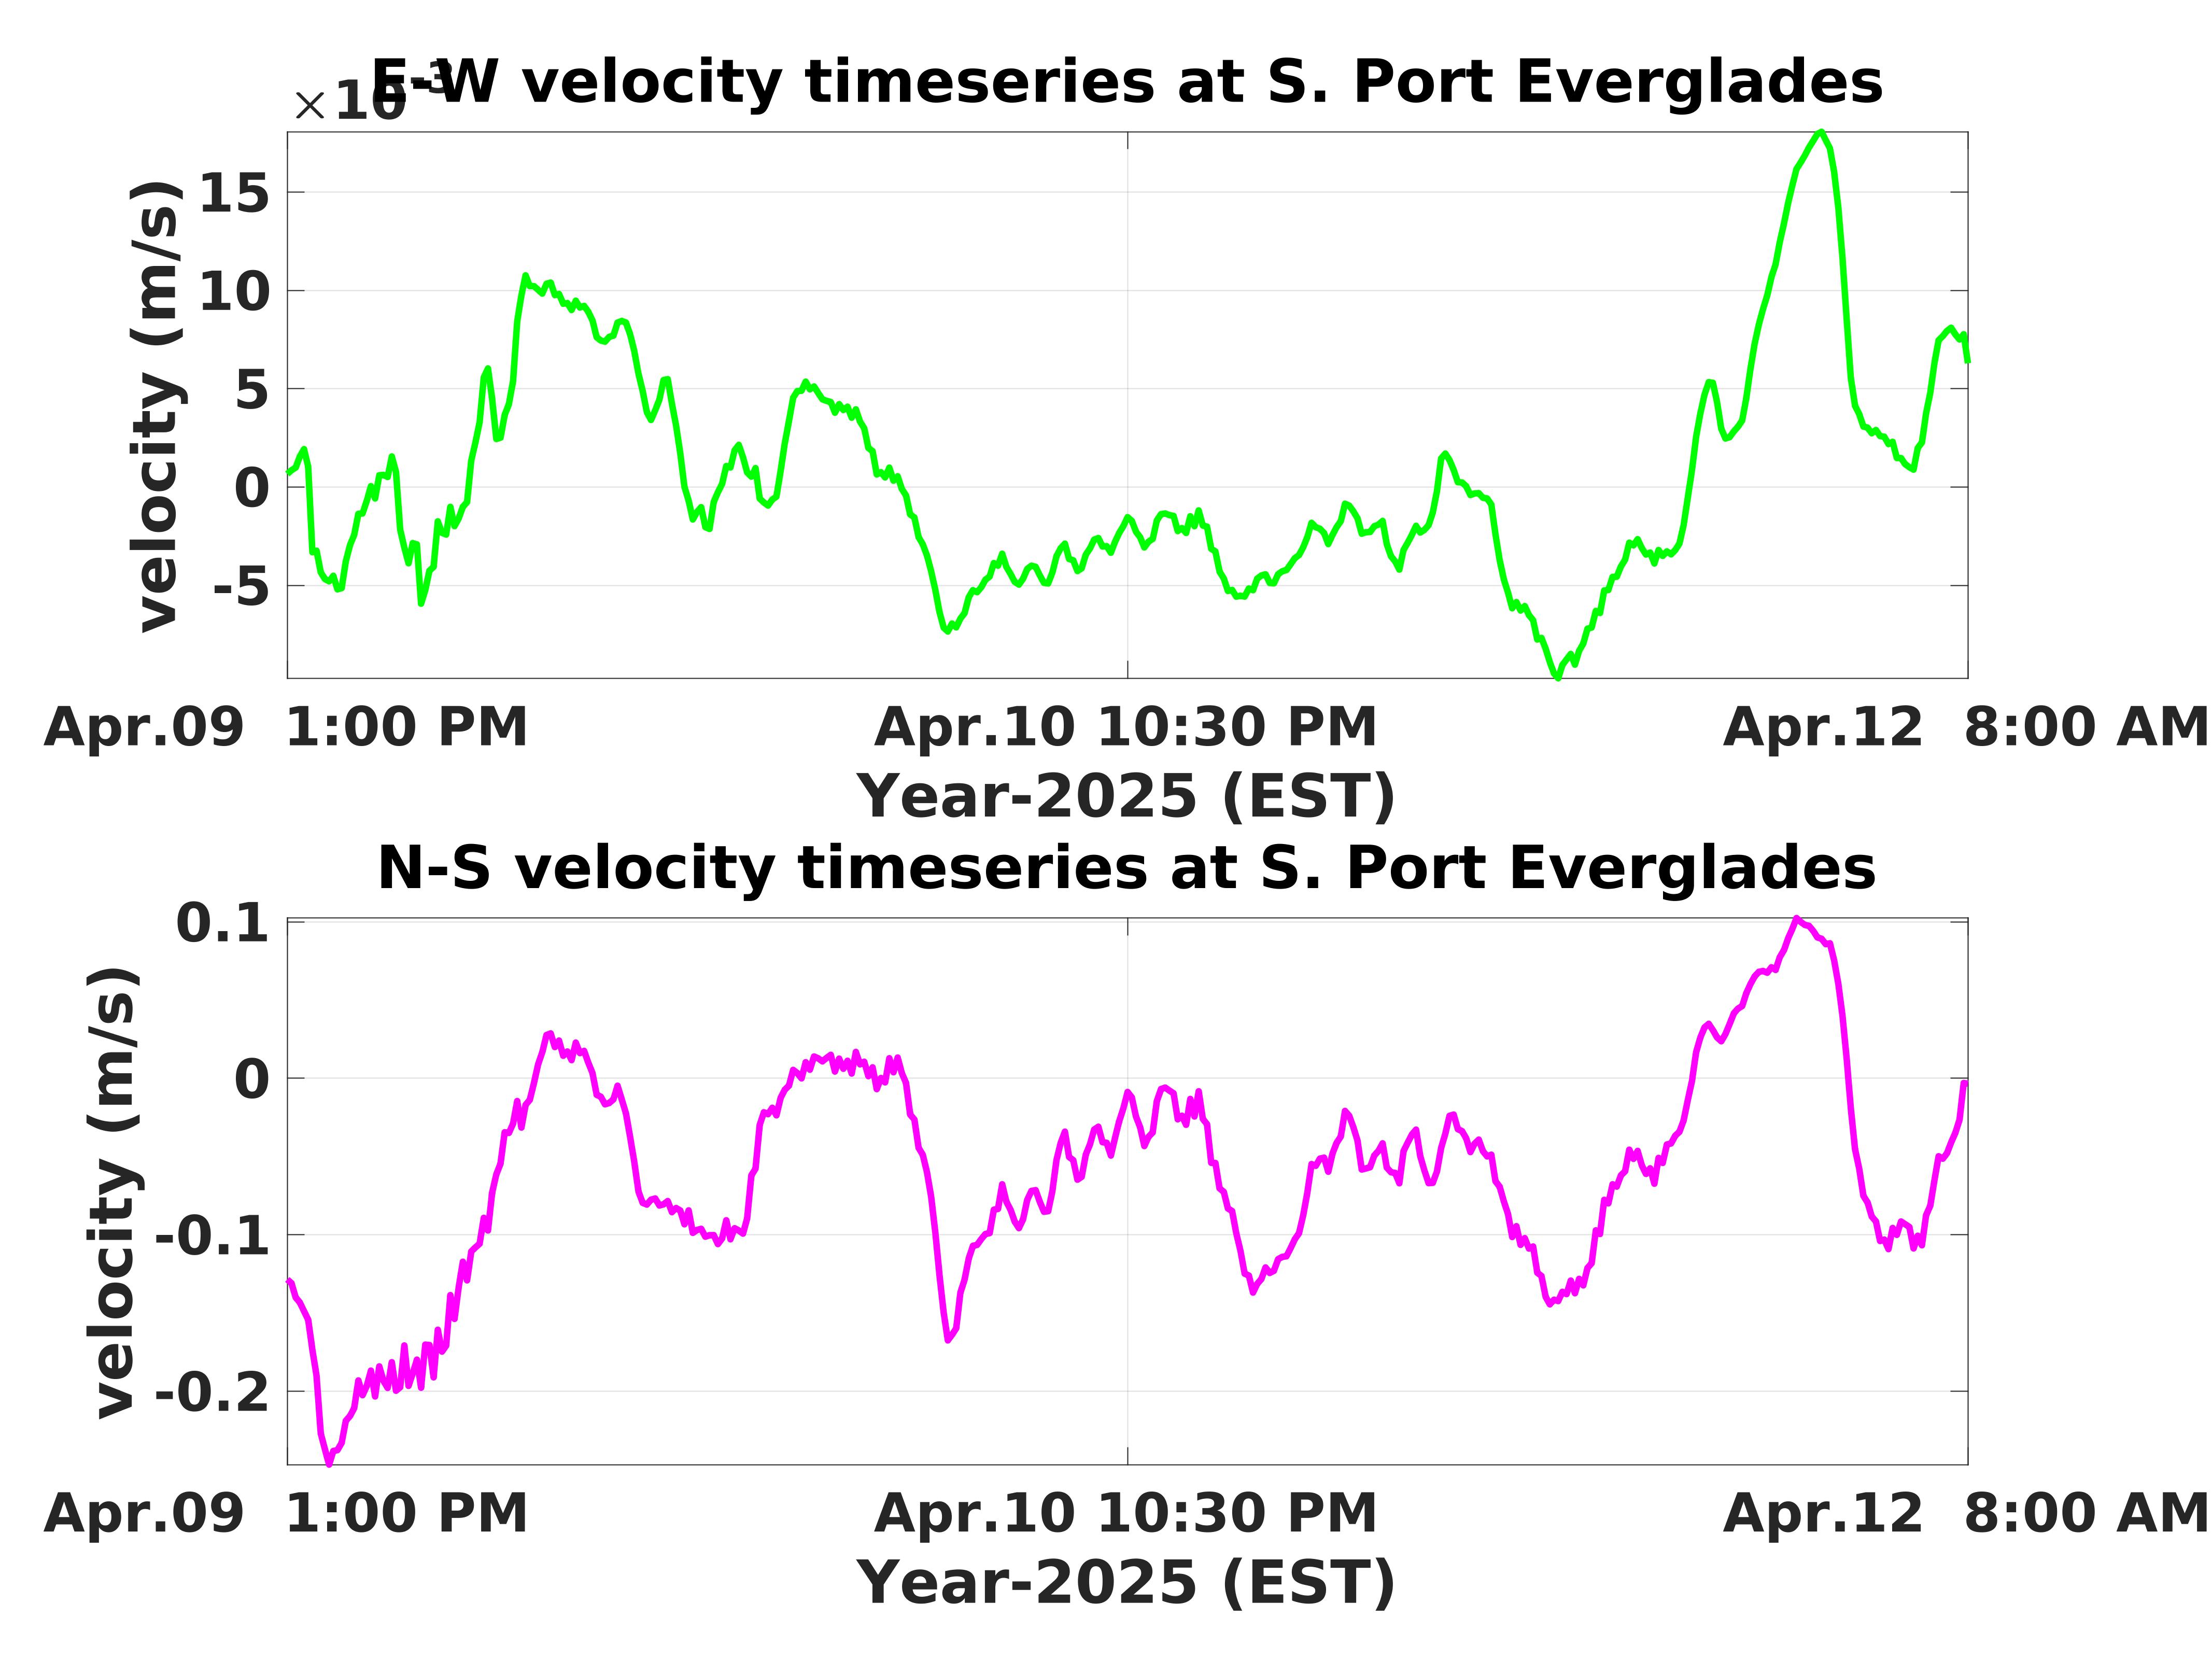 E-W velocity timeseries at S. Port Everglades
×10-3
velocity (m/s)
15
10
5
0
-5
Apr.09  1:00 PM
Apr.10 10:30 PM
Apr.12  8:00 AM
Year-2025 (EST)
N-S velocity timeseries at S. Port Everglades
velocity (m/s)
0.1
0
-0.1
-0.2
Apr.09  1:00 PM
Apr.10 10:30 PM
Apr.12  8:00 AM
Year-2025 (EST)